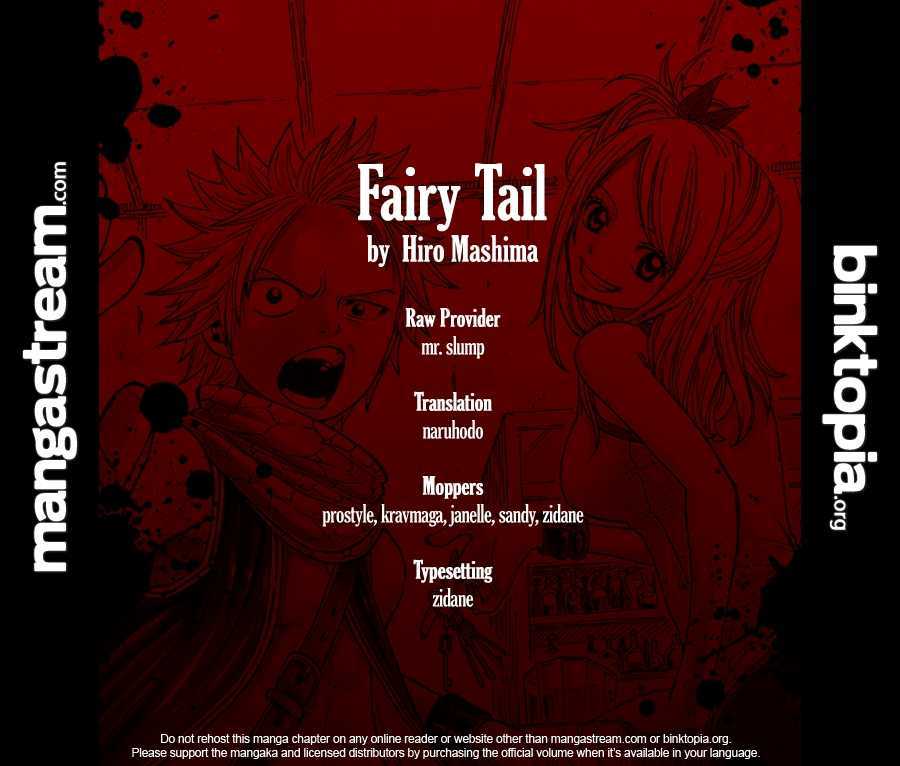 Fairy Tail
by Hiro Mashima
Raw Provider
mr. slump
Translation
naruhodo
Moppers
prostyle, kravmaga, janelle, sandy, zidane
Typesetting
zidane
mangastream.com
binktopia.org
Do not rehost this manga chapter on any online reader or website other than mangastream.com or binktopia.org.
Please support the mangaka and licensed distributors by purchasing the official volume when it's available in your language.